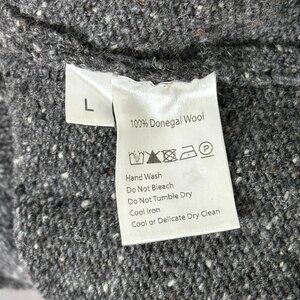 L
100% Donegal Wool
P
Hand Wash
Do Not Bleach
Do Not Tumble Dry
Cool Iron
Cool or Delicate Dry Clean